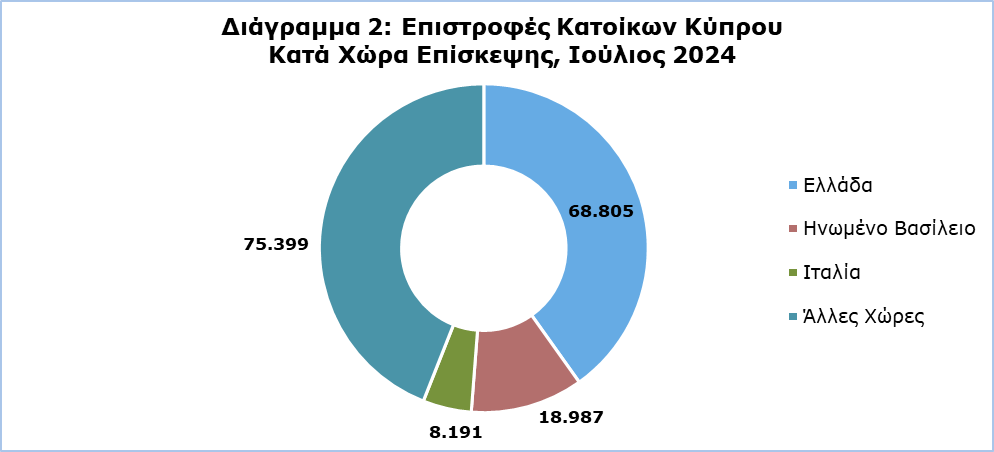 Διάγραμμα 2: Επιστροφές Κατοίκων Κύπρου
Κατά Χώρα Επίσκεψης, Ιούλιος 2024
68.805
18.987
8.191
75.399
Ελλάδα
Ηνωμένο Βασίλειο
Ιταλία
Άλλες Χώρες